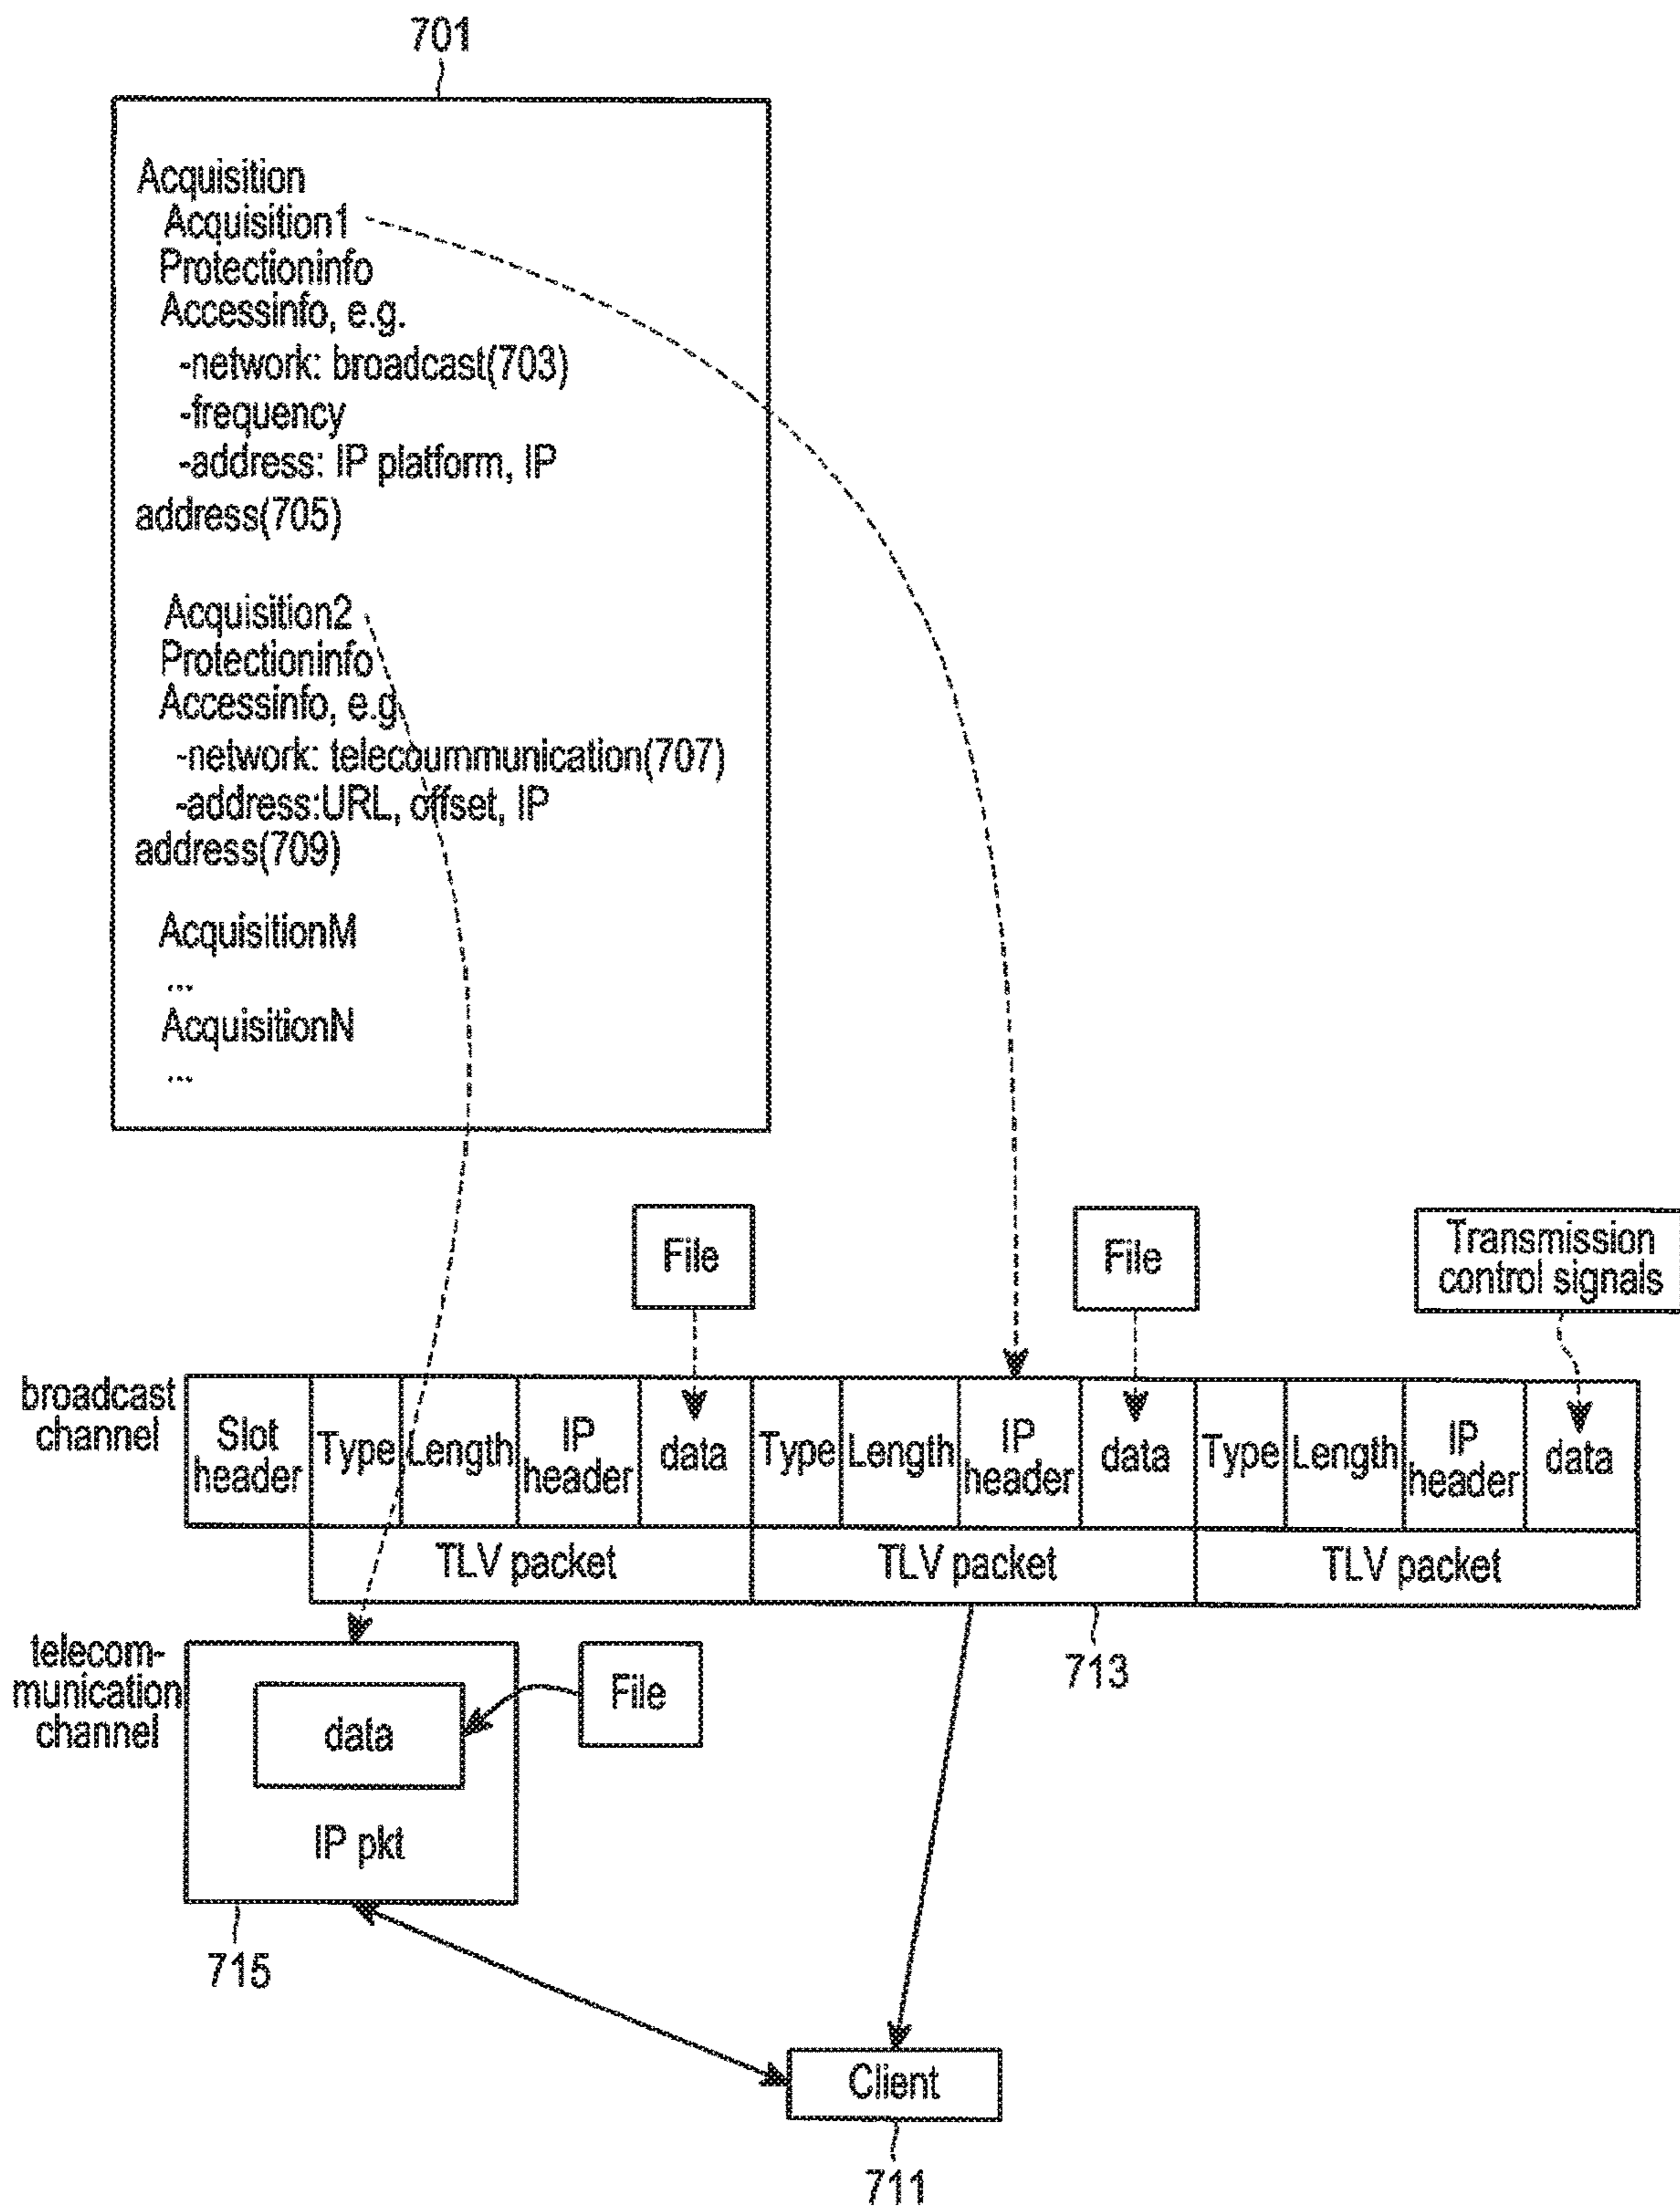 701
Acquisition
Acquisition1
Protectioninfo
Accessinfo, e.g.
-network: broadcast(703)
-frequency
-address: IP platform, IP
address(705)
Acquisition2
Protectioninfo
Accessinfo, e.g
-network: telecoummunication(707)
-address:URL, offset, IP
address(709)
AcquisitionM
...
AcquisitionN
...
File
File
Transmission
control signals
broadcast
channel
Slot
header
Type
Length
IP
header
data
Type
Length
IP
header
data
Type
Length
IP
header
data
TLV packet
TLV packet
TLV packet
713
telecom-
munication
channel
data
IP pkt
File
715
Client
711